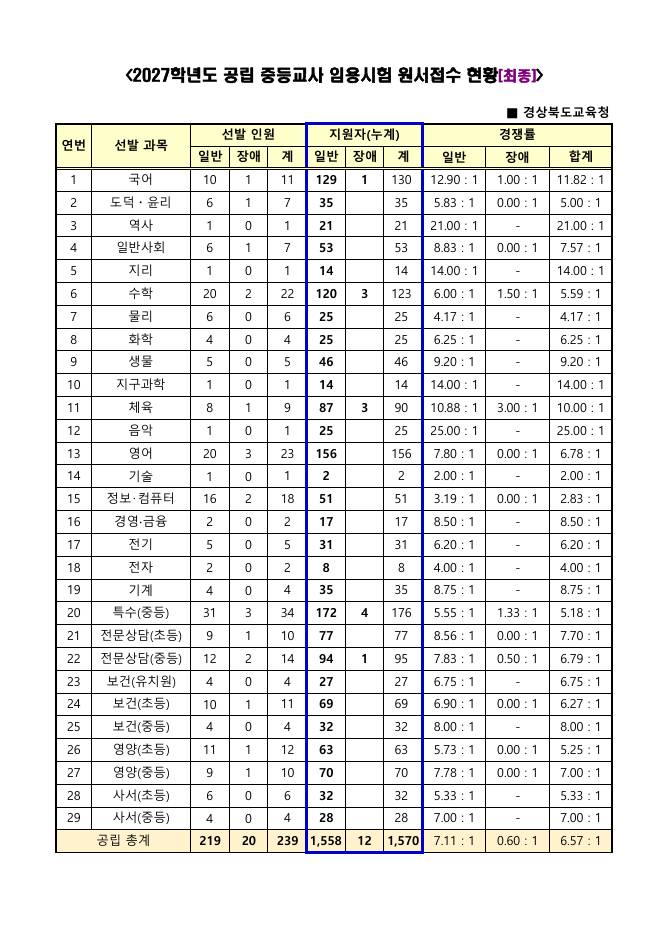 <2027학년도 공립 중등교사 임용시험 원서접수 현황[최종]>
■ 경상북도교육청
연번 선발 과목 선발 인원 지원자(누계) 경쟁률
일반 장애 계 일반 장애 계 일반 장애 합계
1 국어 10 1 11 129 1 130 12.90 : 1 1.00 : 1 11.82 : 1
2 도덕・윤리 6 1 7 35 35 5.83 : 1 0.00 : 1 5.00 : 1
3 역사 1 0 1 21 21 21.00 : 1 - 21.00 : 1
4 일반사회 6 1 7 53 53 8.83 : 1 0.00 : 1 7.57 : 1
5 지리 1 0 1 14 14 14.00 : 1 - 14.00 : 1
6 수학 20 2 22 120 3 123 6.00 : 1 1.50 : 1 5.59 : 1
7 물리 6 0 6 25 25 4.17 : 1 - 4.17 : 1
8 화학 4 0 4 25 25 6.25 : 1 - 6.25 : 1
9 생물 5 0 5 46 46 9.20 : 1 - 9.20 : 1
10 지구과학 1 0 1 14 14 14.00 : 1 - 14.00 : 1
11 체육 8 1 9 87 3 90 10.88 : 1 3.00 : 1 10.00 : 1
12 음악 1 0 1 25 25 25.00 : 1 - 25.00 : 1
13 영어 20 3 23 156 156 7.80 : 1 0.00 : 1 6.78 : 1
14 기술 1 0 1 2 2 2.00 : 1 - 2.00 : 1
15 정보·컴퓨터 16 2 18 51 51 3.19 : 1 0.00 : 1 2.83 : 1
16 경영·금융 2 0 2 17 17 8.50 : 1 - 8.50 : 1
17 전기 5 0 5 31 31 6.20 : 1 - 6.20 : 1
18 전자 2 0 2 8 8 4.00 : 1 - 4.00 : 1
19 기계 4 0 4 35 35 8.75 : 1 - 8.75 : 1
20 특수(중등) 31 3 34 172 4 176 5.55 : 1 1.33 : 1 5.18 : 1
21 전문상담(초등) 9 1 10 77 77 8.56 : 1 0.00 : 1 7.70 : 1
22 전문상담(중등) 12 2 14 94 1 95 7.83 : 1 0.50 : 1 6.79 : 1
23 보건(유치원) 4 0 4 27 27 6.75 : 1 - 6.75 : 1
24 보건(초등) 10 1 11 69 69 6.90 : 1 0.00 : 1 6.27 : 1
25 보건(중등) 4 0 4 32 32 8.00 : 1 - 8.00 : 1
26 영양(초등) 11 1 12 63 63 5.73 : 1 0.00 : 1 5.25 : 1
27 영양(중등) 9 1 10 70 70 7.78 : 1 0.00 : 1 7.00 : 1
28 사서(초등) 6 0 6 32 32 5.33 : 1 - 5.33 : 1
29 사서(중등) 4 0 4 28 28 7.00 : 1 - 7.00 : 1
공립 총계 219 20 239 1,558 12 1,570 7.11 : 1 0.60 : 1 6.57 : 1